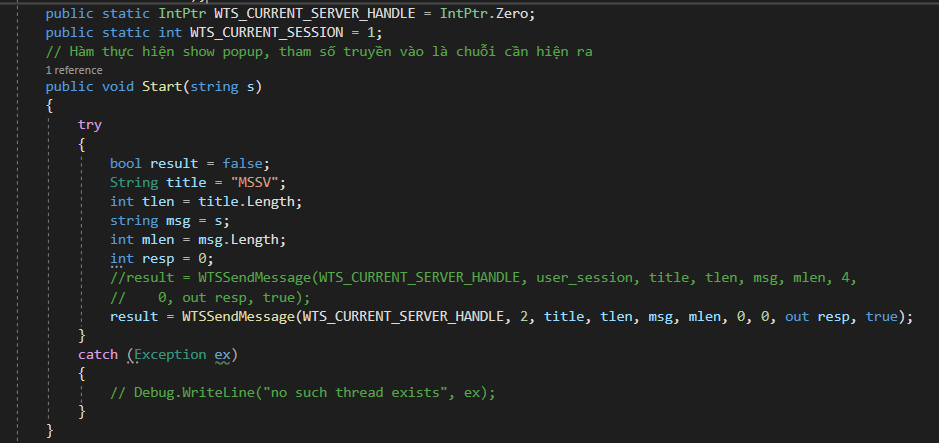 public static IntPtr WTS_CURRENT_SERVER_HANDLE = IntPtr.Zero;
public static int WTS_CURRENT_SESSION = 1;
// Hàm thực hiện show popup, tham số truyền vào là chuỗi cần hiện ra
1 reference
public void Start(string s)
{
try
{
bool result = false;
String title = "MSSV";
int tlen = title.Length;
string msg = s;
int mlen = msg.Length;
int resp = 0;
//result = WTSSendMessage(WTS_CURRENT_SERVER_HANDLE, user_session, title, tlen, msg, mlen, 4,
// 0, out resp, true);
result = WTSSendMessage(WTS_CURRENT_SERVER_HANDLE, 2, title, tlen, msg, mlen, 0, 0, out resp, true);
}
catch (Exception ex)
{
// Debug.WriteLine("no such thread exists", ex);
}
}